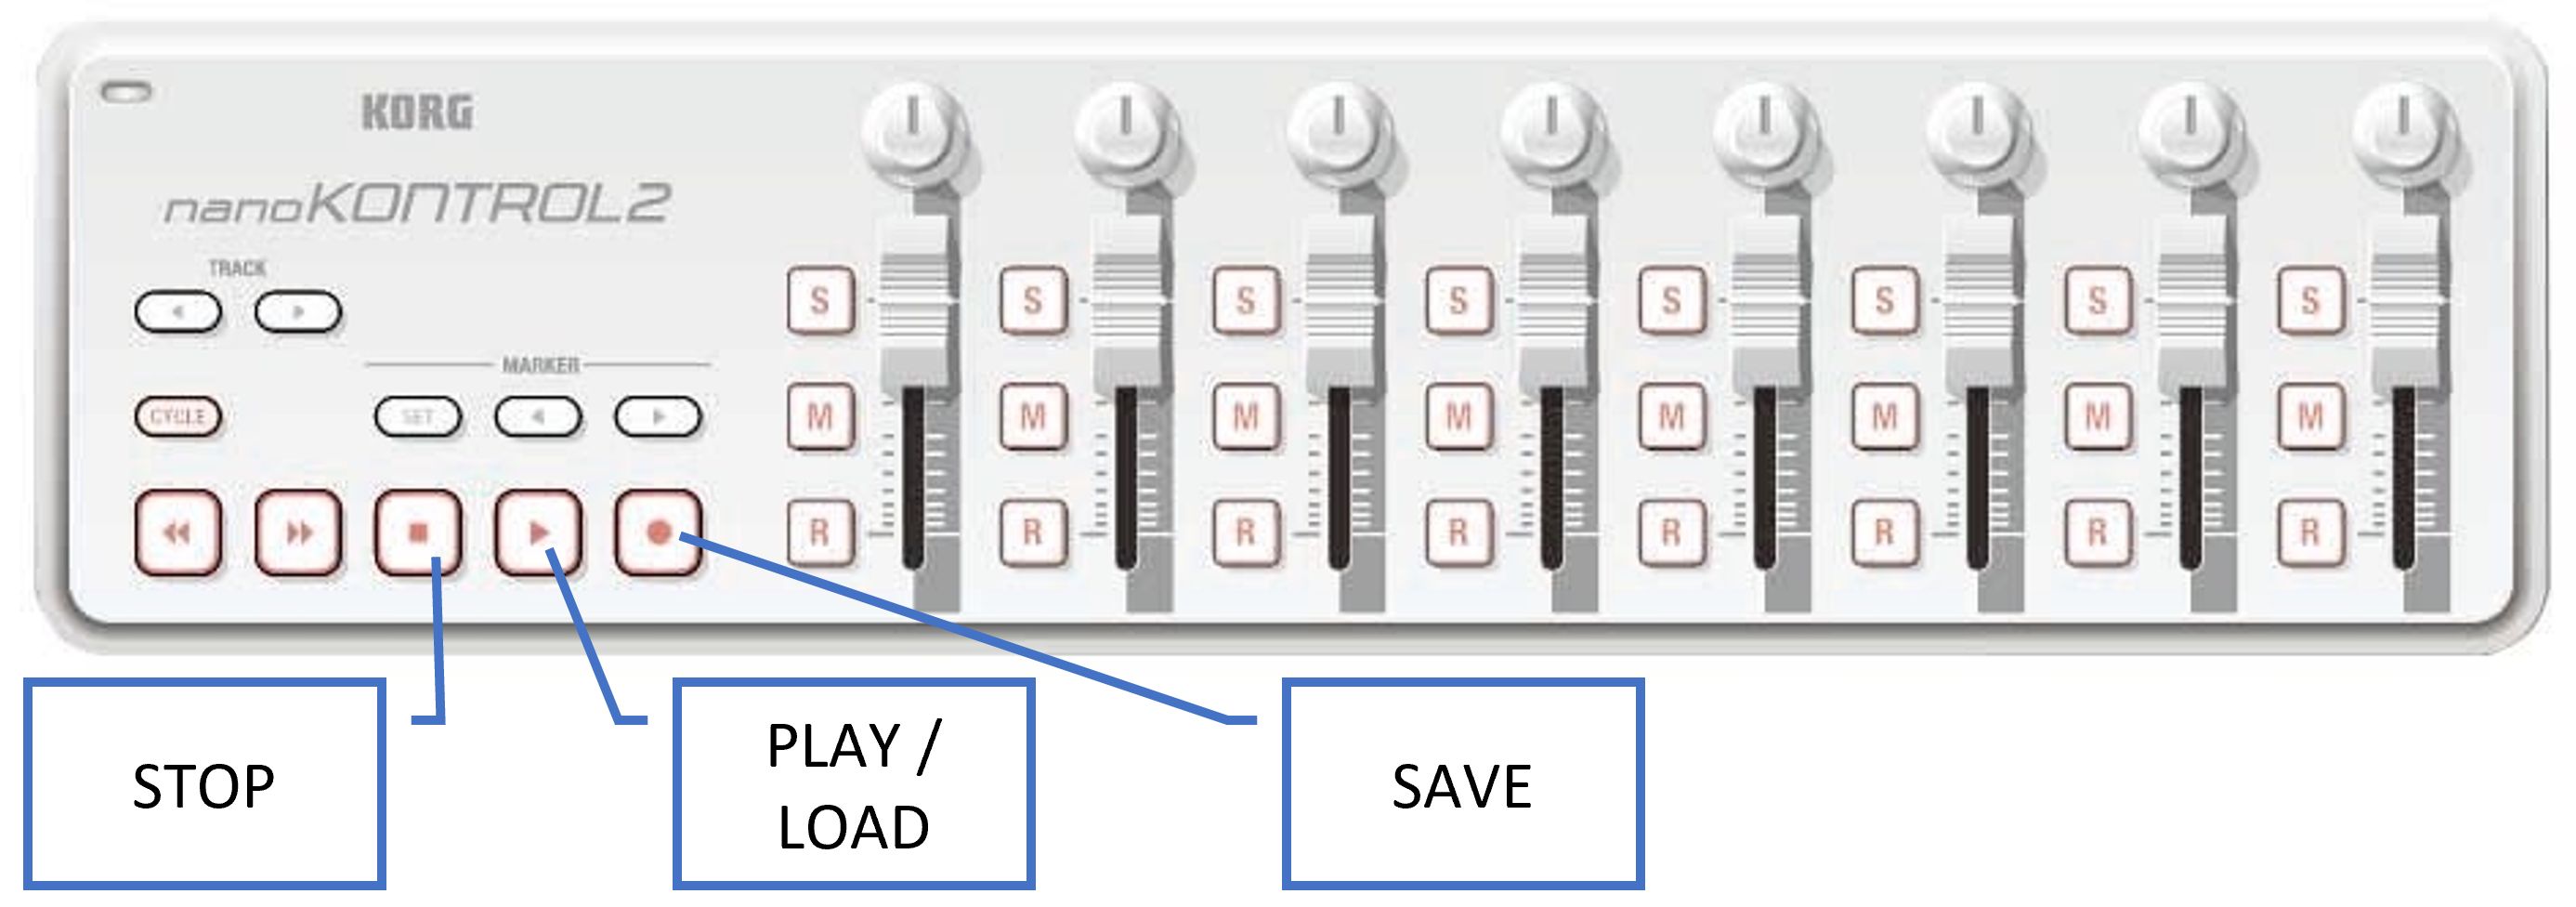 KORG
nanoKONTROL2
TRACK
MARKER
CYCLE SET
S S S S S S S S
M M M M M M M M
R R R R R R R R
STOP
PLAY /
LOAD
SAVE